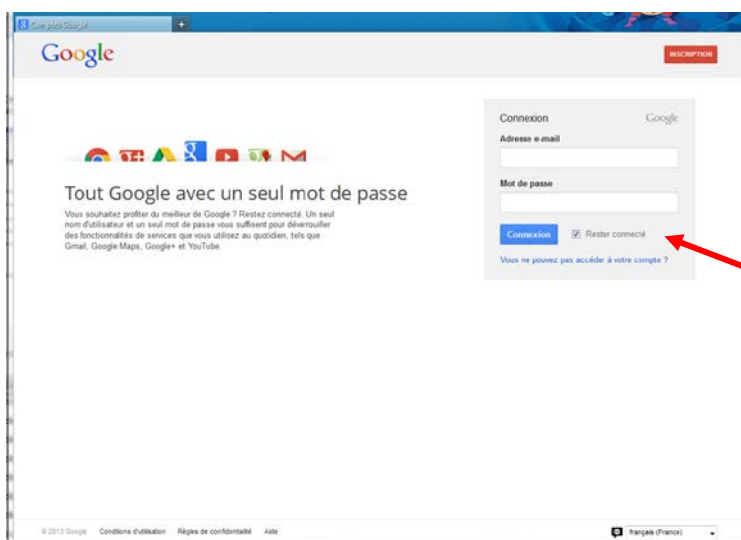 Comptes Google
Google
INSCRIPTION
Connexion Google
Adresse e-mail
Mot de passe
Connexion Rester connecté
Vous ne pouvez pas accéder à votre compte ?
Tout Google avec un seul mot de passe
Vous souhaitez profiter du meilleur de Google ? Restez connecté. Un seul
nom d'utilisateur et un seul mot de passe vous suffisent pour déverrouiller
des fonctionnalités de services que vous utilisez au quotidien, tels que
Gmail, Google Maps, Google+ et YouTube.
© 2013 Google Conditions d'utilisation Règles de confidentialité Aide
français (France)